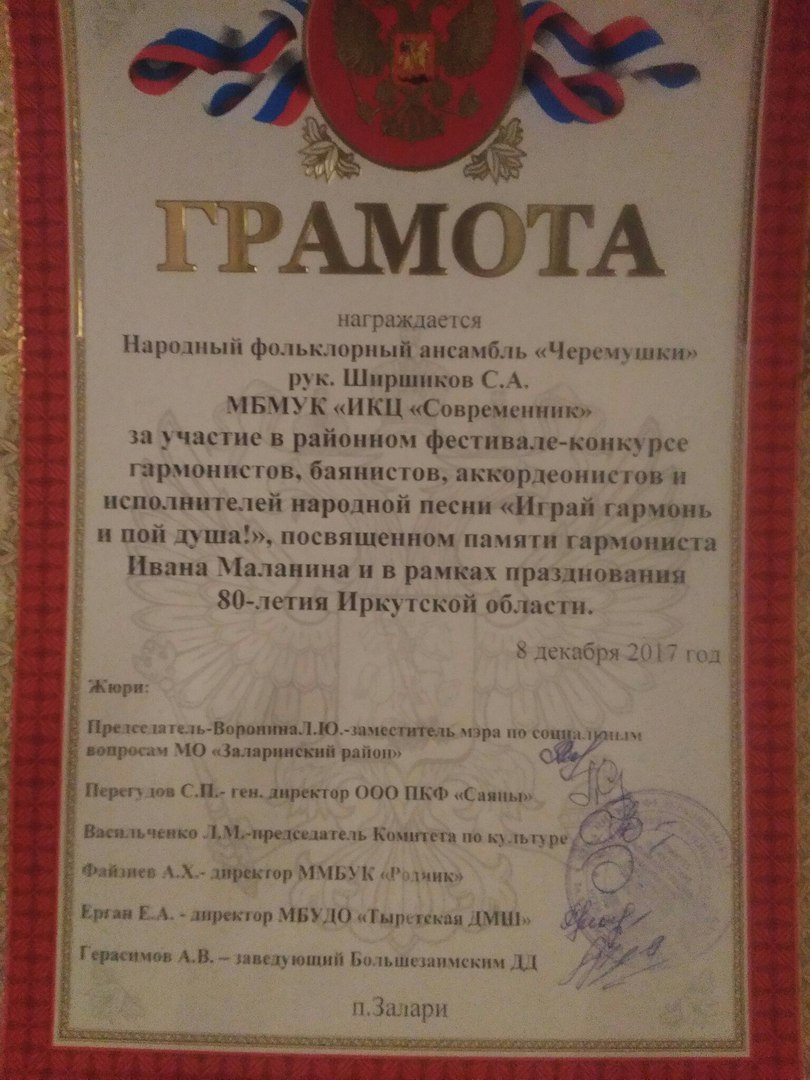 ГРАМОТА
награждается
Народный фольклорный ансамбль «Черемушки»
рук. Ширшиков С.А.
МБМУК «ИКЦ «Современник»
за участие в районном фестивале-конкурсе
гармонистов, баянистов, аккордеонистов и
исполнителей народной песни «Играй гармонь
и пой душа!», посвященном памяти гармониста
Ивана Маланина и в рамках празднования
80-летия Иркутской области.
8 декабря 2017 год
Жюри:
Председатель-ВоронинаЛ.Ю.-заместитель мэра по социальным
вопросам МО «Заларинский район»
Перегудов С.П.- ген. директор ООО ПКФ «Саяны»
Васильченко Л.М.-председатель Комитета по культуре
Файзиев А.Х.- директор ММБУК «Родник»
Ерган Е.А. - директор МБУДО «Тыретская ДМШ»
Герасимов А.В. – заведующий Большезаимским ДД
п.Залари